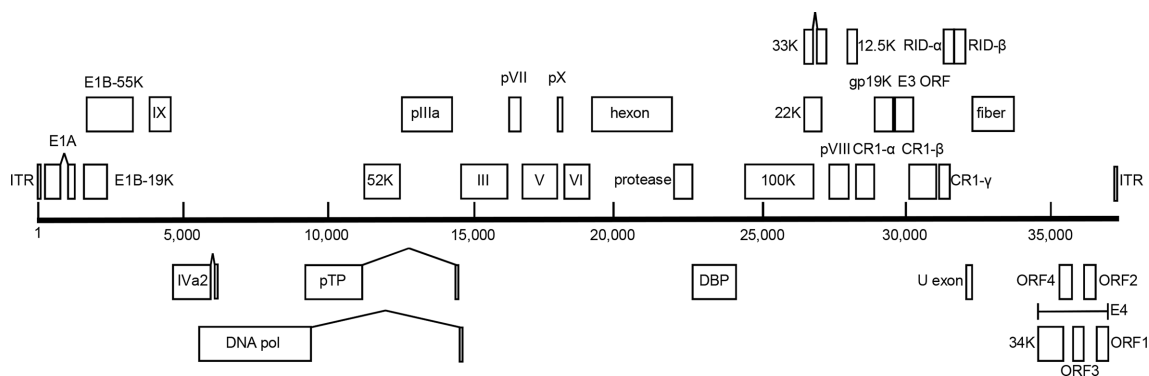 33K 12.5K RID-α RID-β
E1B-55K pVII pX gp19K E3 ORF
IX pIIIa hexon 22K fiber
E1A pVIII CR1-α CR1-β
ITR E1B-19K 52K III V VI protease 100K CR1-γ ITR
1 5,000 10,000 15,000 20,000 25,000 30,000 35,000
IVa2 pTP DBP U exon ORF4 ORF2
E4
DNA pol 34K ORF1
ORF3